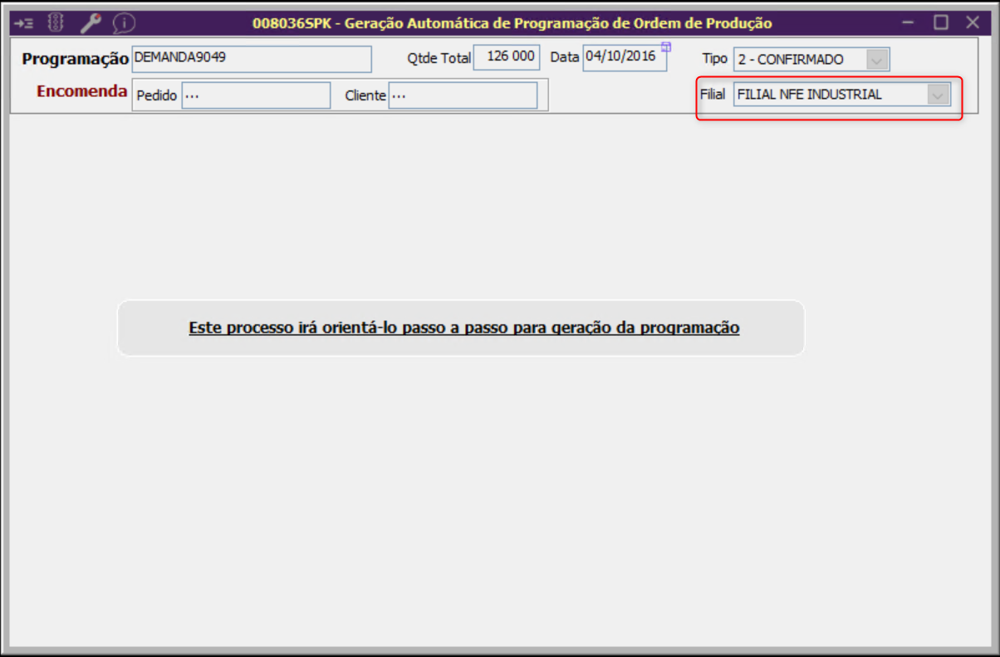 008036SPK - Geração Automática de Programação de Ordem de Produção
Programação DEMANDA9049 Qtde Total 126 000 Data 04/10/2016 Tipo 2 - CONFIRMADO
Encomenda Pedido ... Cliente ... Filial FILIAL NFE INDUSTRIAL
Este processo irá orientá-lo passo a passo para geração da programação